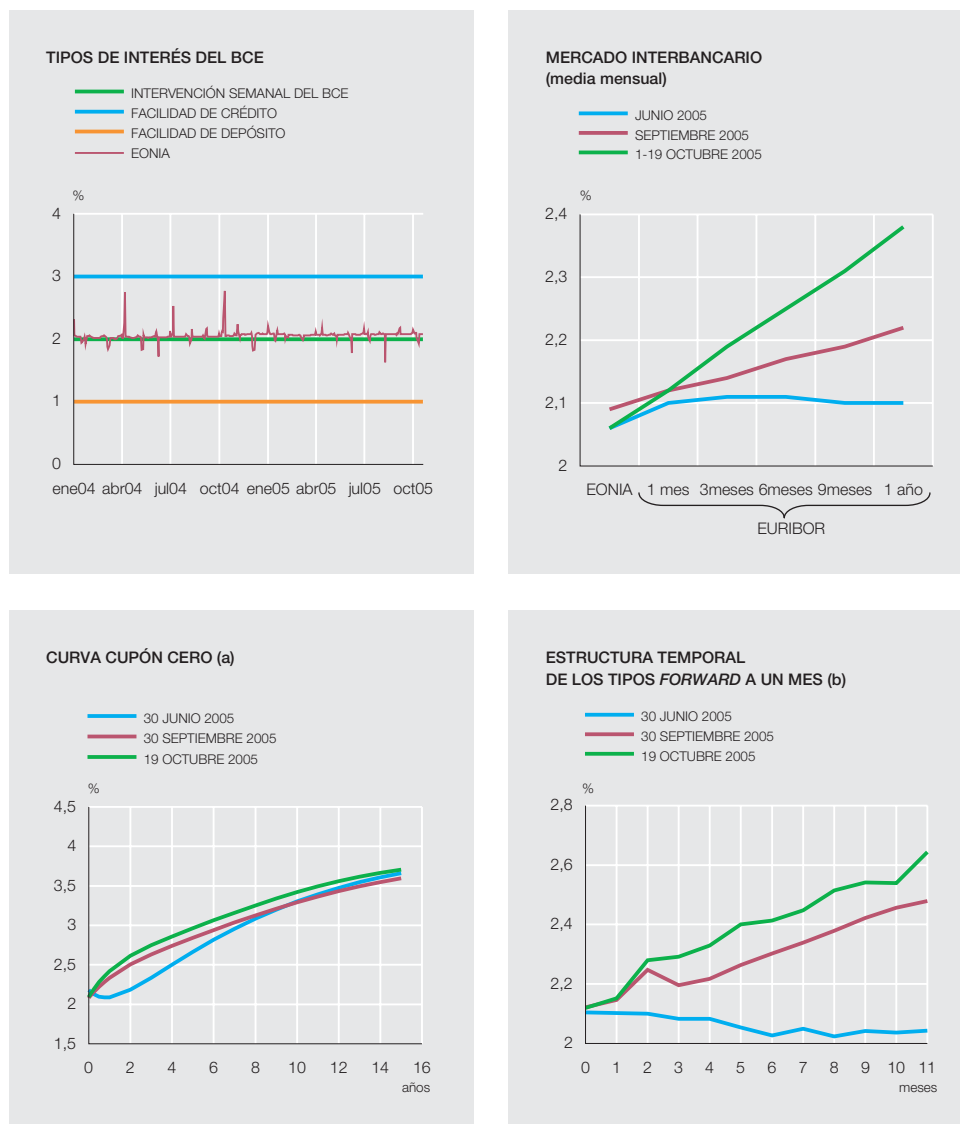 TIPOS DE INTERÉS DEL BCE
INTERVENCIÓN SEMANAL DEL BCE
FACILIDAD DE CRÉDITO
FACILIDAD DE DEPÓSITO
EONIA
%
4
3
2
1
0
ene04 abr04 jul04 oct04 ene05 abr05 jul05 oct05
MERCADO INTERBANCARIO
(media mensual)
JUNIO 2005
SEPTIEMBRE 2005
1-19 OCTUBRE 2005
%
2,4
2,3
2,2
2,1
2
EONIA 1 mes 3meses 6meses 9meses 1 año
EURIBOR
CURVA CUPÓN CERO (a)
30 JUNIO 2005
30 SEPTIEMBRE 2005
19 OCTUBRE 2005
%
4,5
4
3,5
3
2,5
2
1,5
0 2 4 6 8 10 12 14 16
años
ESTRUCTURA TEMPORAL
DE LOS TIPOS FORWARD A UN MES (b)
30 JUNIO 2005
30 SEPTIEMBRE 2005
19 OCTUBRE 2005
%
2,8
2,6
2,4
2,2
2
0 1 2 3 4 5 6 7 8 9 10 11
meses